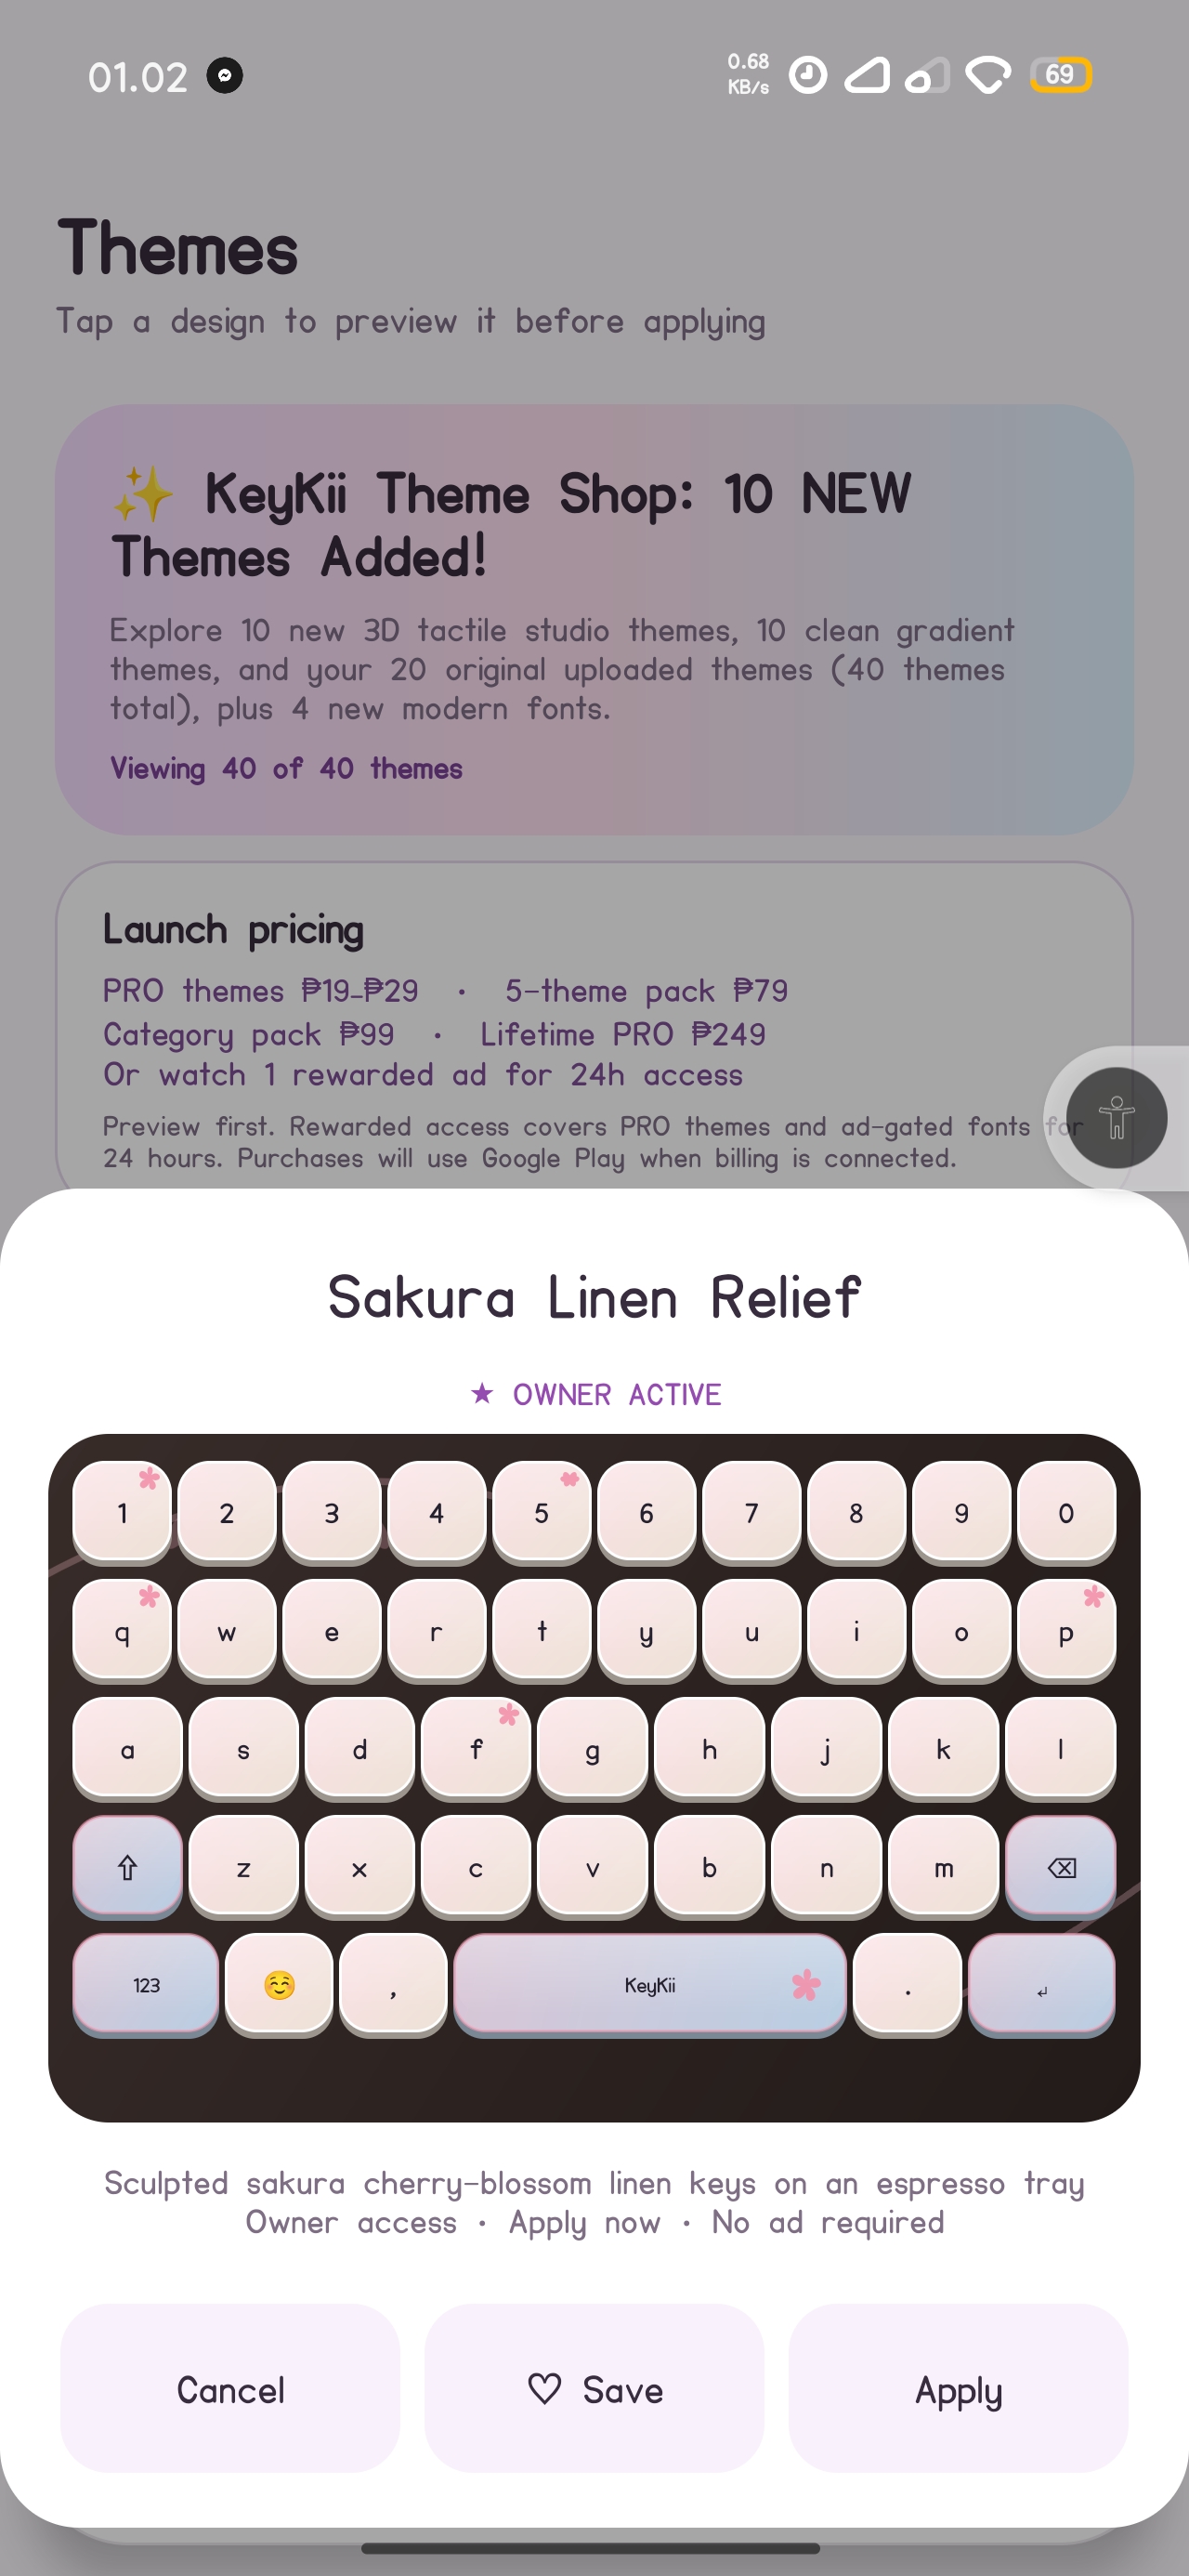 01.02
0.68
KB/s
69
Themes
Tap a design to preview it before applying
✨ KeyKii Theme Shop: 10 NEW
Themes Added!
Explore 10 new 3D tactile studio themes, 10 clean gradient
themes, and your 20 original uploaded themes (40 themes
total), plus 4 new modern fonts.
Viewing 40 of 40 themes
Launch pricing
PRO themes ₱19–₱29 • 5-theme pack ₱79
Category pack ₱99 • Lifetime PRO ₱249
Or watch 1 rewarded ad for 24h access
Preview first. Rewarded access covers PRO themes and ad-gated fonts for
24 hours. Purchases will use Google Play when billing is connected.
Sakura Linen Relief
★ OWNER ACTIVE
1 2 3 4 5 6 7 8 9 0
q w e r t y u i o p
a s d f g h j k l
⇧ z x c v b n m ⌫
123 😊 , KeyKii . ↵
Sculpted sakura cherry-blossom linen keys on an espresso tray
Owner access • Apply now • No ad required
Cancel
♡ Save
Apply